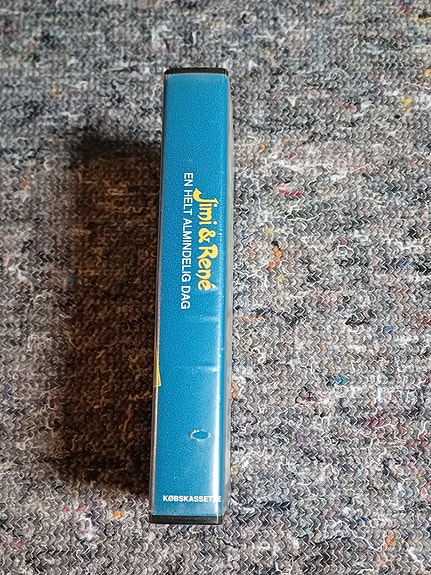 Jimi & René
EN HELT ALMINDELIG DAG
KØBSKASSETTE